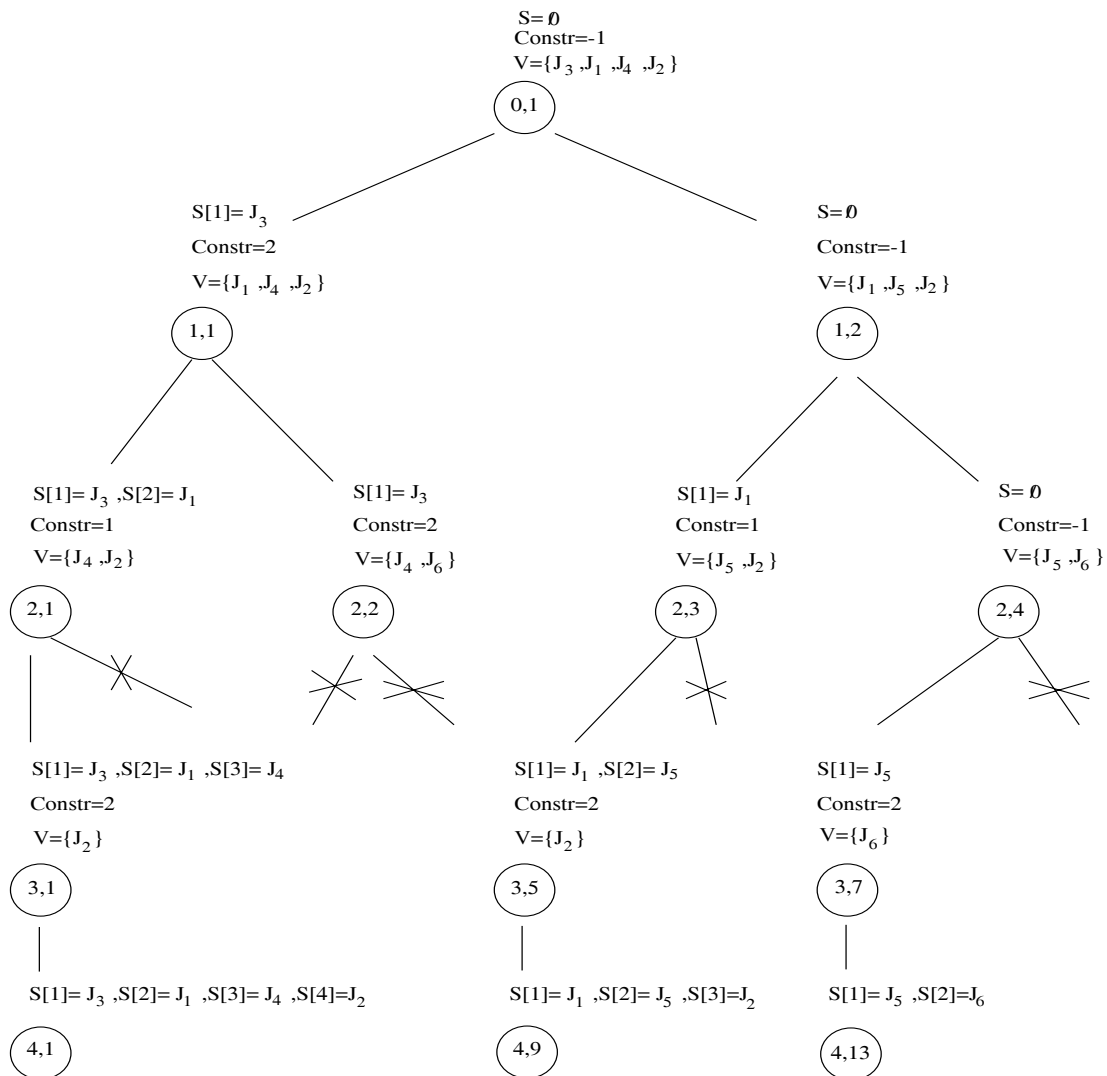 S=∅
Constr=-1
V={J3 ,J1 ,J4 ,J2 }
0,1
S[1]= J3
Constr=2
V={J1 ,J4 ,J2 }
1,1
S=∅
Constr=-1
V={J1 ,J5 ,J2 }
1,2
S[1]= J3 ,S[2]= J1
Constr=1
V={J4 ,J2 }
2,1
S[1]= J3
Constr=2
V={J4 ,J6 }
2,2
S[1]= J1
Constr=1
V={J5 ,J2 }
2,3
S=∅
Constr=-1
V={J5 ,J6 }
2,4
S[1]= J3 ,S[2]= J1 ,S[3]= J4
Constr=2
V={J2 }
3,1
S[1]= J1 ,S[2]= J5
Constr=2
V={J2 }
3,5
S[1]= J5
Constr=2
V={J6 }
3,7
S[1]= J3 ,S[2]= J1 ,S[3]= J4 ,S[4]=J2
4,1
S[1]= J1 ,S[2]= J5 ,S[3]=J2
4,9
S[1]= J5 ,S[2]=J6
4,13